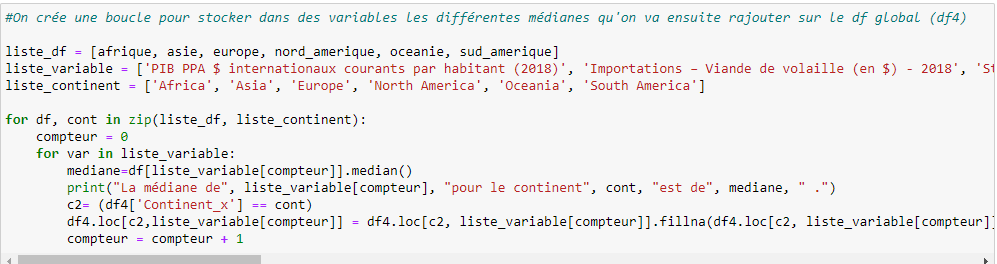 #On crée une boucle pour stocker dans des variables les différentes médianes qu'on va ensuite rajouter sur le df global (df4)
liste_df = [afrique, asie, europe, nord_amerique, oceanie, sud_amerique]
liste_variable = ['PIB PPA $ internationaux courants par habitant (2018)', 'Importations – Viande de volaille (en $) - 2018', 'St
liste_continent = ['Africa', 'Asia', 'Europe', 'North America', 'Oceania', 'South America']
for df, cont in zip(liste_df, liste_continent):
    compteur = 0
    for var in liste_variable:
        mediane=df[liste_variable[compteur]].median()
        print("La médiane de", liste_variable[compteur], "pour le continent", cont, "est de", mediane, " .")
        c2= (df4['Continent_x'] == cont)
        df4.loc[c2,liste_variable[compteur]] = df4.loc[c2, liste_variable[compteur]].fillna(df4.loc[c2, liste_variable[compteur]]
        compteur = compteur + 1